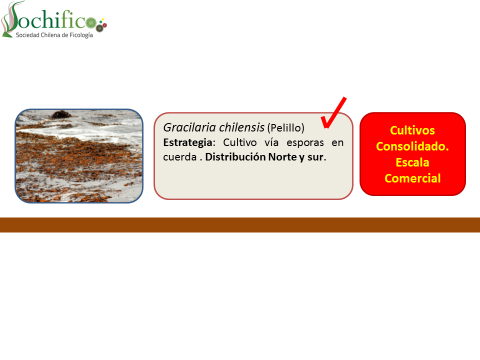 Sochifico
Sociedad Chilena de Ficología
Gracilaria chilensis (Pelillo)
Estrategia: Cultivo vía esporas en
cuerda . Distribución Norte y sur.
Cultivos
Consolidado.
Escala
Comercial